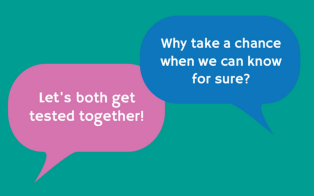 Why take a chance
when we can know
for sure?
Let's both get
tested together!